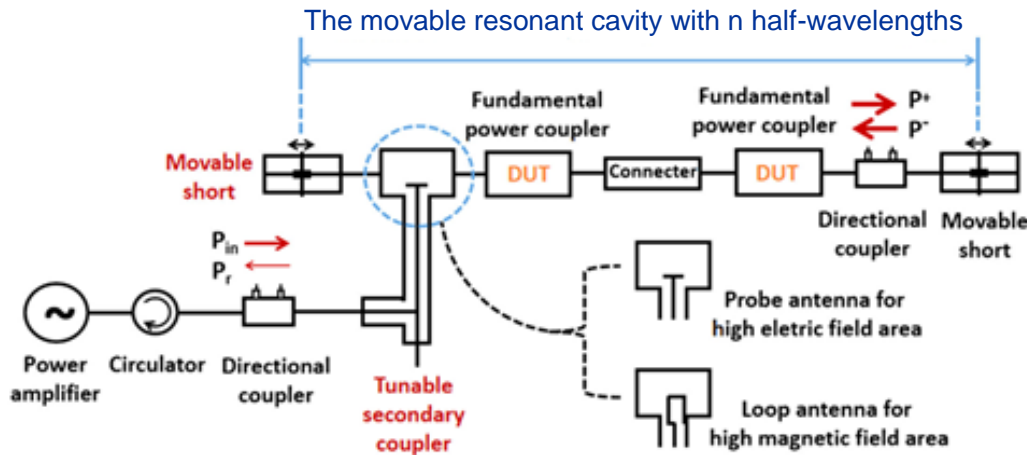 The movable resonant cavity with n half-wavelengths
Fundamental
power coupler
Fundamental
power coupler
P+
P-
Movable
short
DUT
Connecter
DUT
Directional
coupler
Movable
short
Pin
Pr
Power
amplifier
Circulator
Directional
coupler
Tunable
secondary
coupler
Probe antenna for
high eletric field area
Loop antenna for
high magnetic field area